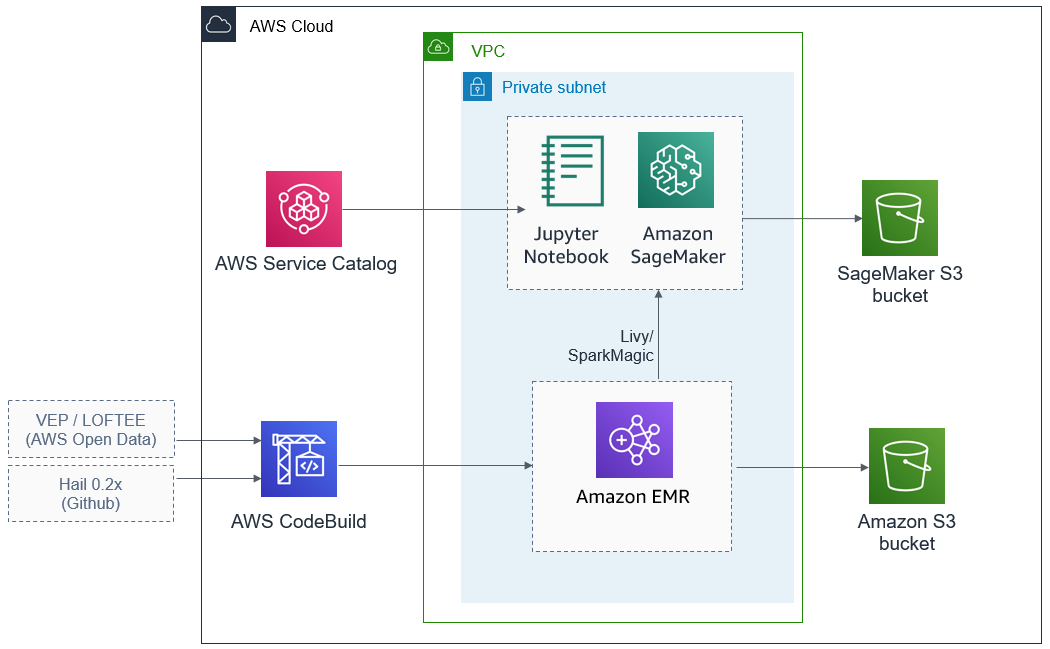 AWS Cloud
VPC
Private subnet
Jupyter
Notebook
Amazon
SageMaker
AWS Service Catalog
SageMaker S3
bucket
Livy/
SparkMagic
VEP / LOFTEE
(AWS Open Data)
Hail 0.2x
(Github)
AWS CodeBuild
Amazon EMR
Amazon S3
bucket